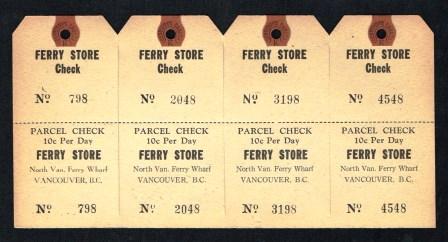 FERRY STORE
Check
Nº 798
FERRY STORE
Check
Nº 2048
FERRY STORE
Check
Nº 3198
FERRY STORE
Check
Nº 4548
PARCEL CHECK
10c Per Day
FERRY STORE
North Van. Ferry Wharf
VANCOUVER, B.C.
Nº 798
PARCEL CHECK
10c Per Day
FERRY STORE
North Van. Ferry Wharf
VANCOUVER, B.C.
Nº 2048
PARCEL CHECK
10c Per Day
FERRY STORE
North Van. Ferry Wharf
VANCOUVER, B.C.
Nº 3198
PARCEL CHECK
10c Per Day
FERRY STORE
North Van. Ferry Wharf
VANCOUVER, B.C.
Nº 4548